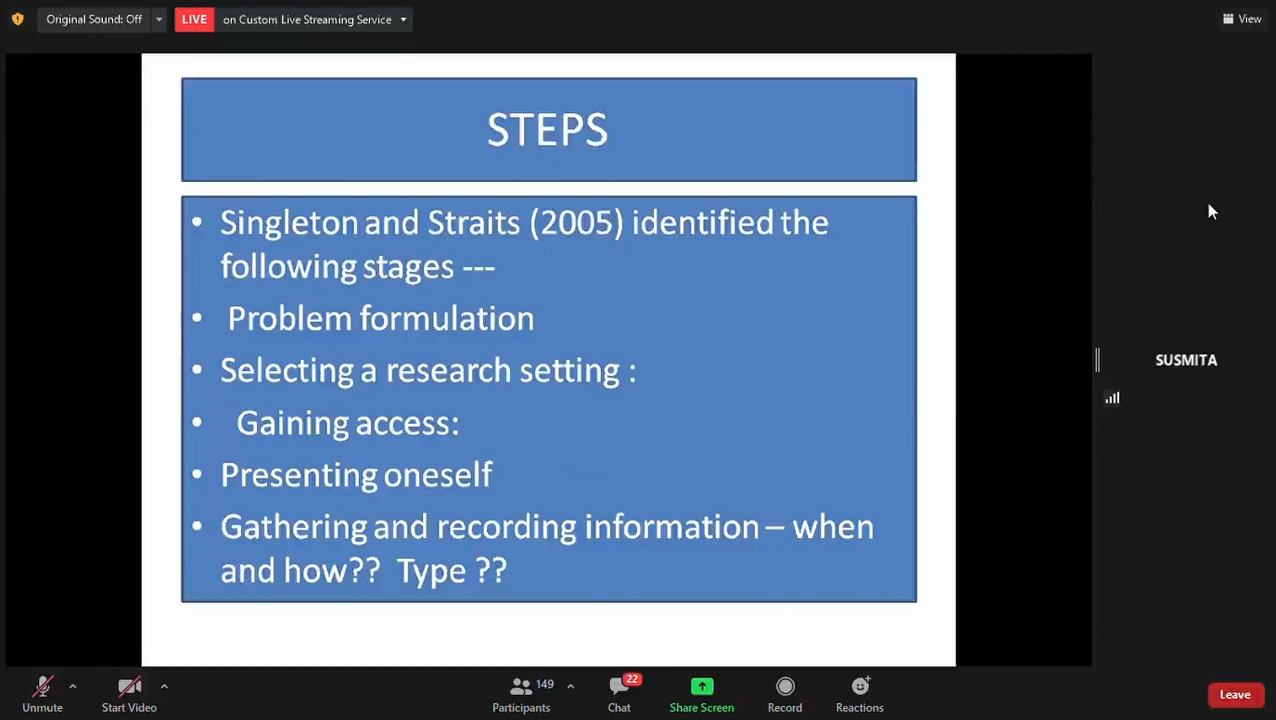 Original Sound: Off
LIVE on Custom Live Streaming Service
View
STEPS
• Singleton and Straits (2005) identified the
following stages ---
• Problem formulation
• Selecting a research setting :
• Gaining access:
• Presenting oneself
• Gathering and recording information – when
and how?? Type ??
SUSMITA
Unmute
Start Video
149
Participants
22
Chat
Share Screen
Record
Reactions
Leave